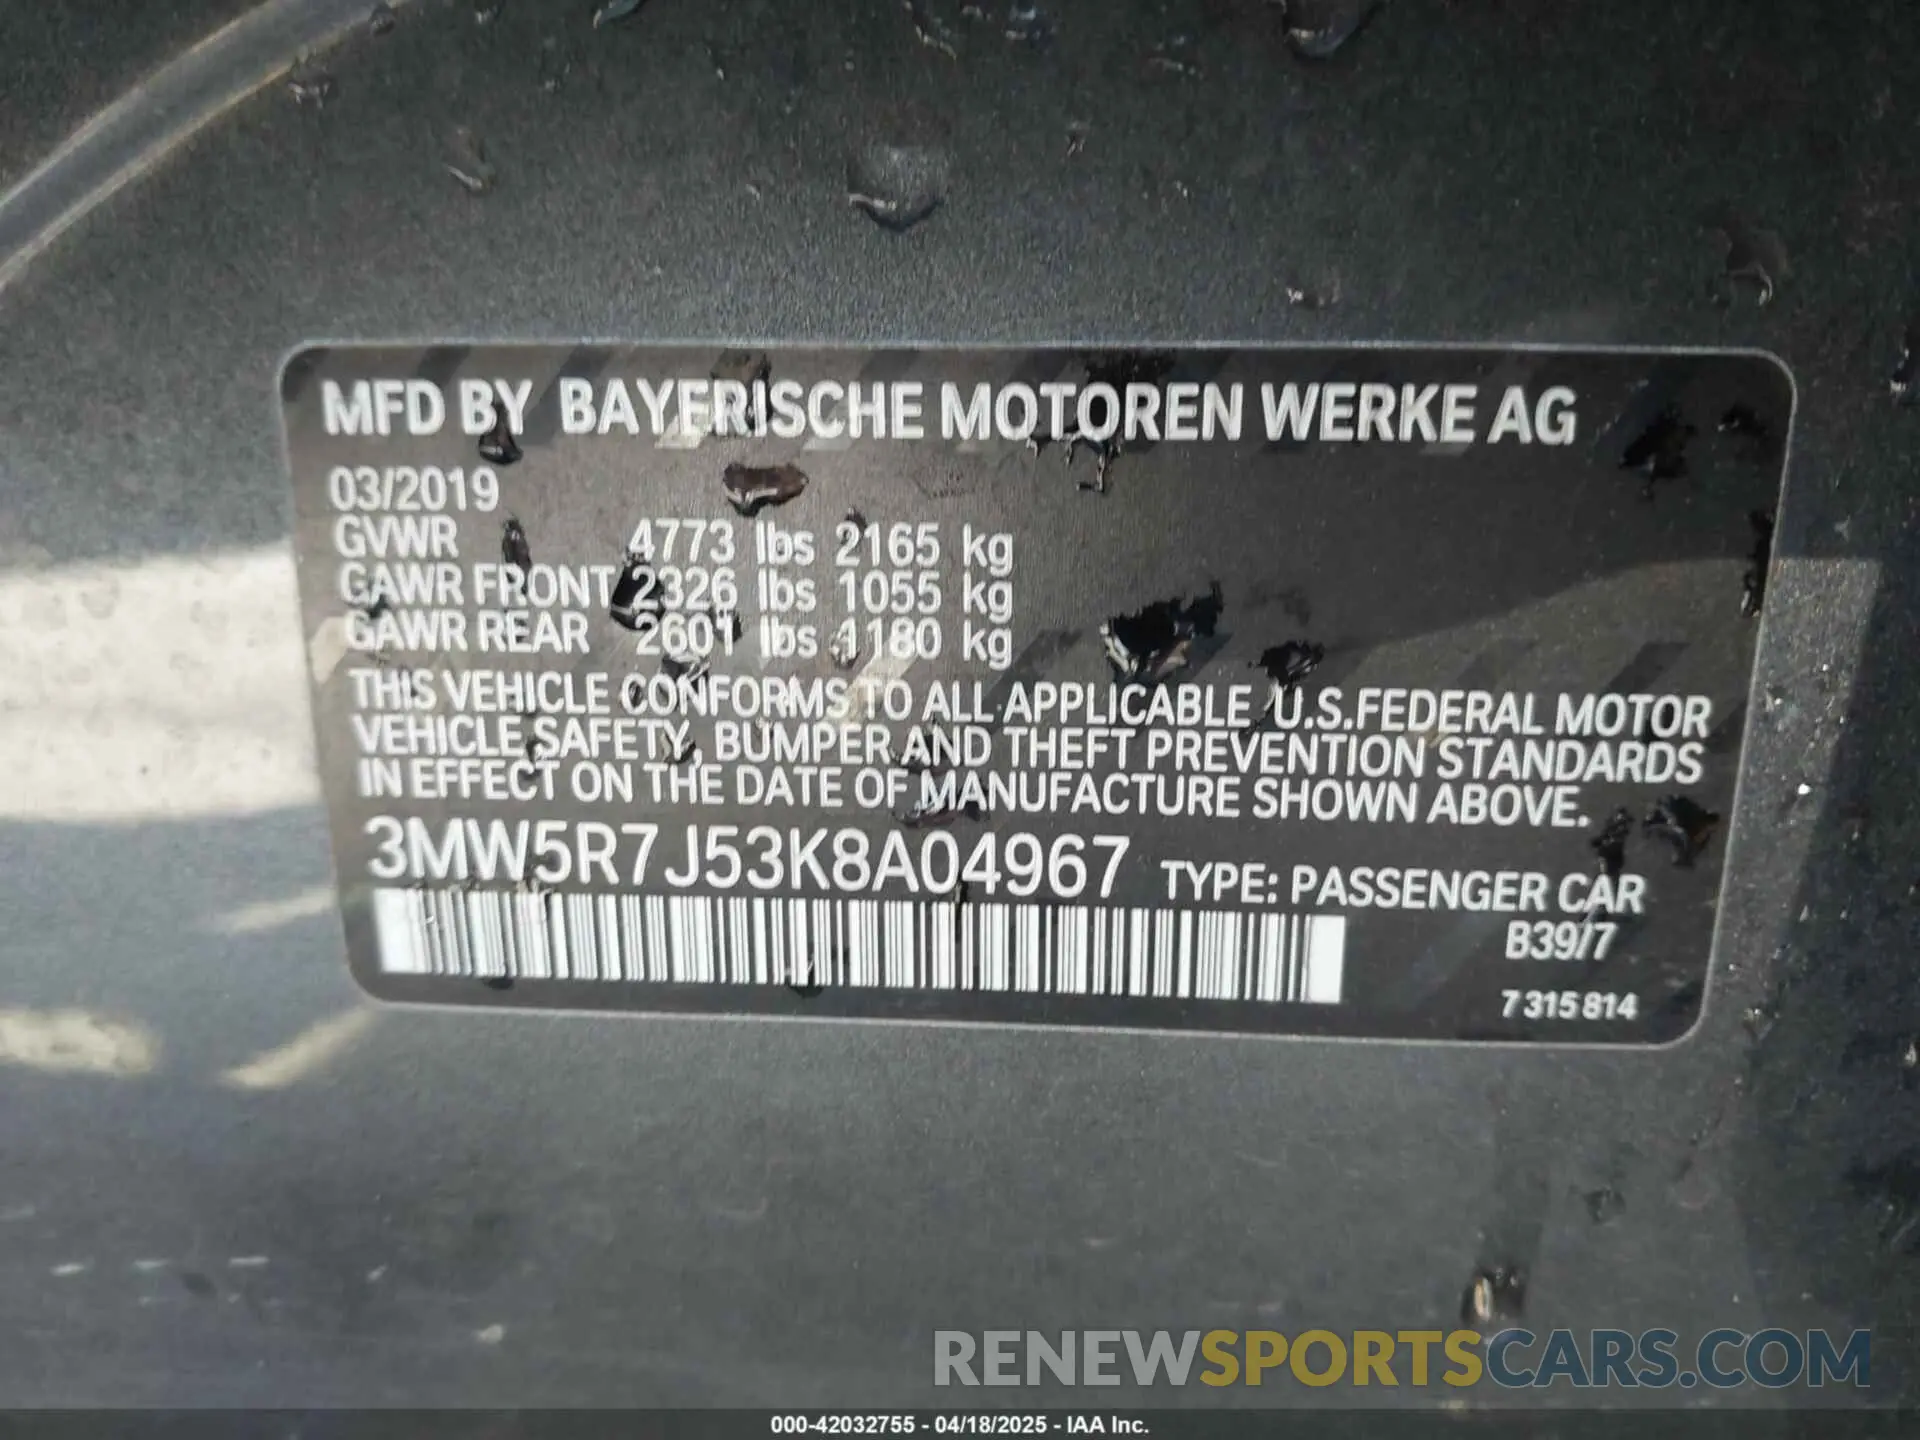 MFD BY BAYERISCHE MOTOREN WERKE AG
03/2019
GVWR 4773 lbs 2165 kg
GAWR FRONT 2326 lbs 1055 kg
GAWR REAR 2601 lbs 1180 kg
THIS VEHICLE CONFORMS TO ALL APPLICABLE U.S.FEDERAL MOTOR
VEHICLE SAFETY, BUMPER AND THEFT PREVENTION STANDARDS
IN EFFECT ON THE DATE OF MANUFACTURE SHOWN ABOVE.
3MW5R7J53K8A04967 TYPE: PASSENGER CAR
B39/7
7 315 814
RENEWSPORTSCARS.COM
000-42032755 - 04/18/2025 - IAA Inc.